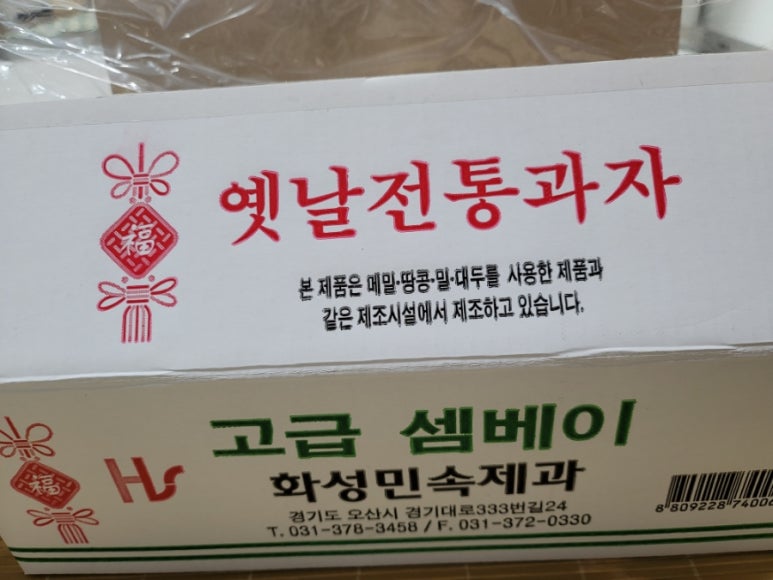 福
옛날전통과자
본 제품은 메밀·땅콩·밀·대두를 사용한 제품과
같은 제조시설에서 제조하고 있습니다.
고급 셈베이
福
HS
화성민속제과
경기도 오산시 경기대로333번길24
T. 031-378-3458 / F. 031-372-0330
8 809228 74006